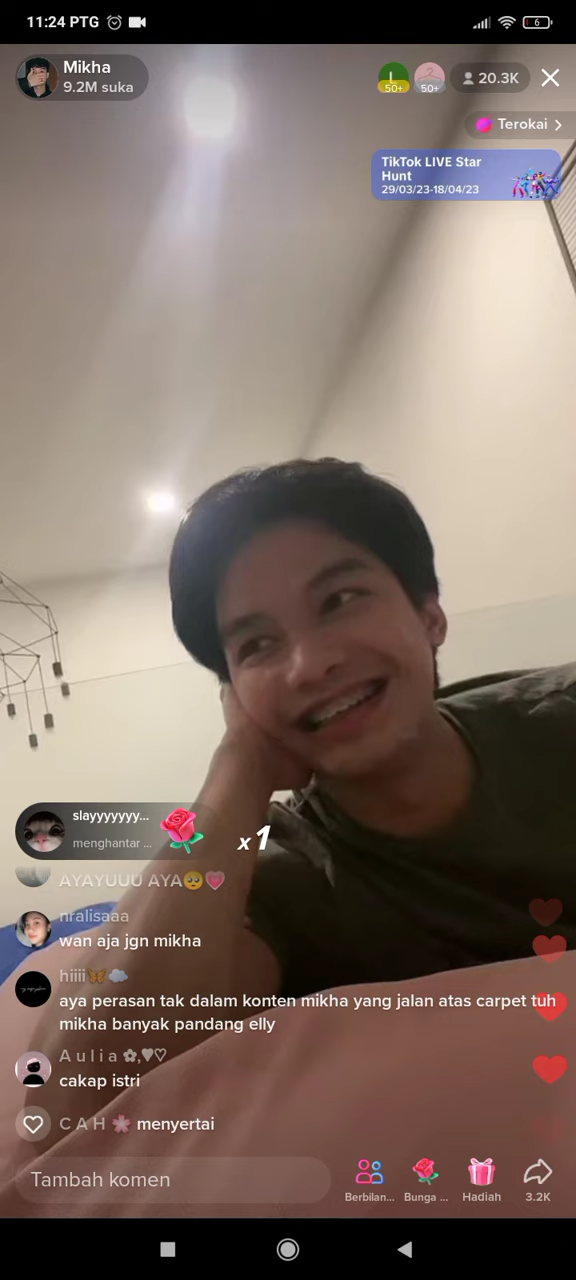 11:24 PTG
6
Mikha
9.2M suka
L
50+
50+
20.3K
Terokai
TikTok LIVE Star
Hunt
29/03/23-18/04/23
slayyyyyyy...
menghantar ...
x1
AYAYUUU AYA🥺💗
nralisaaa
wan aja jgn mikha
hiiii🦋☁️
aya perasan tak dalam konten mikha yang jalan atas carpet tuh
mikha banyak pandang elly
A u l i a ✿,♥♡
cakap istri
C A H 🌸 menyertai
Tambah komen
Berbilan...
Bunga ...
Hadiah
3.2K